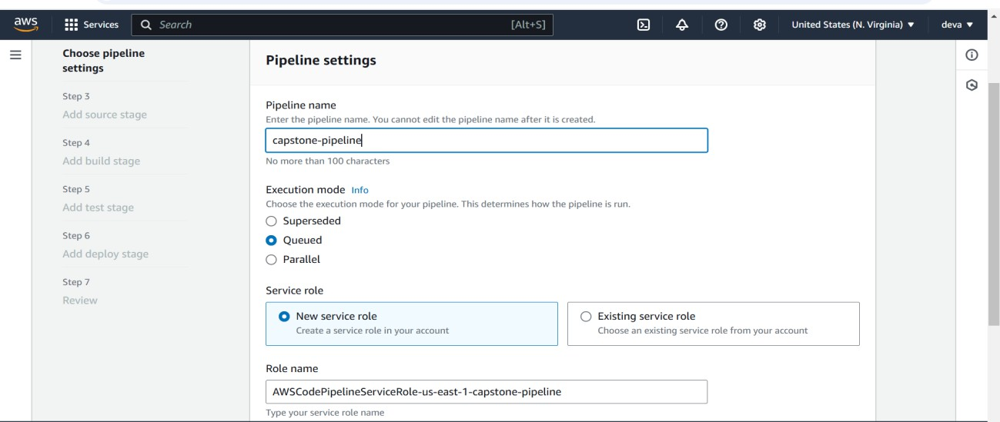 aws
Services
Search
[Alt+S]
United States (N. Virginia)
deva
Choose pipeline
settings
Step 3
Add source stage
Step 4
Add build stage
Step 5
Add test stage
Step 6
Add deploy stage
Step 7
Review
Pipeline settings
Pipeline name
Enter the pipeline name. You cannot edit the pipeline name after it is created.
capstone-pipeline
No more than 100 characters
Execution mode Info
Choose the execution mode for your pipeline. This determines how the pipeline is run.
Superseded
Queued
Parallel
Service role
New service role
Create a service role in your account
Existing service role
Choose an existing service role from your account
Role name
AWSCodePipelineServiceRole-us-east-1-capstone-pipeline
Type your service role name